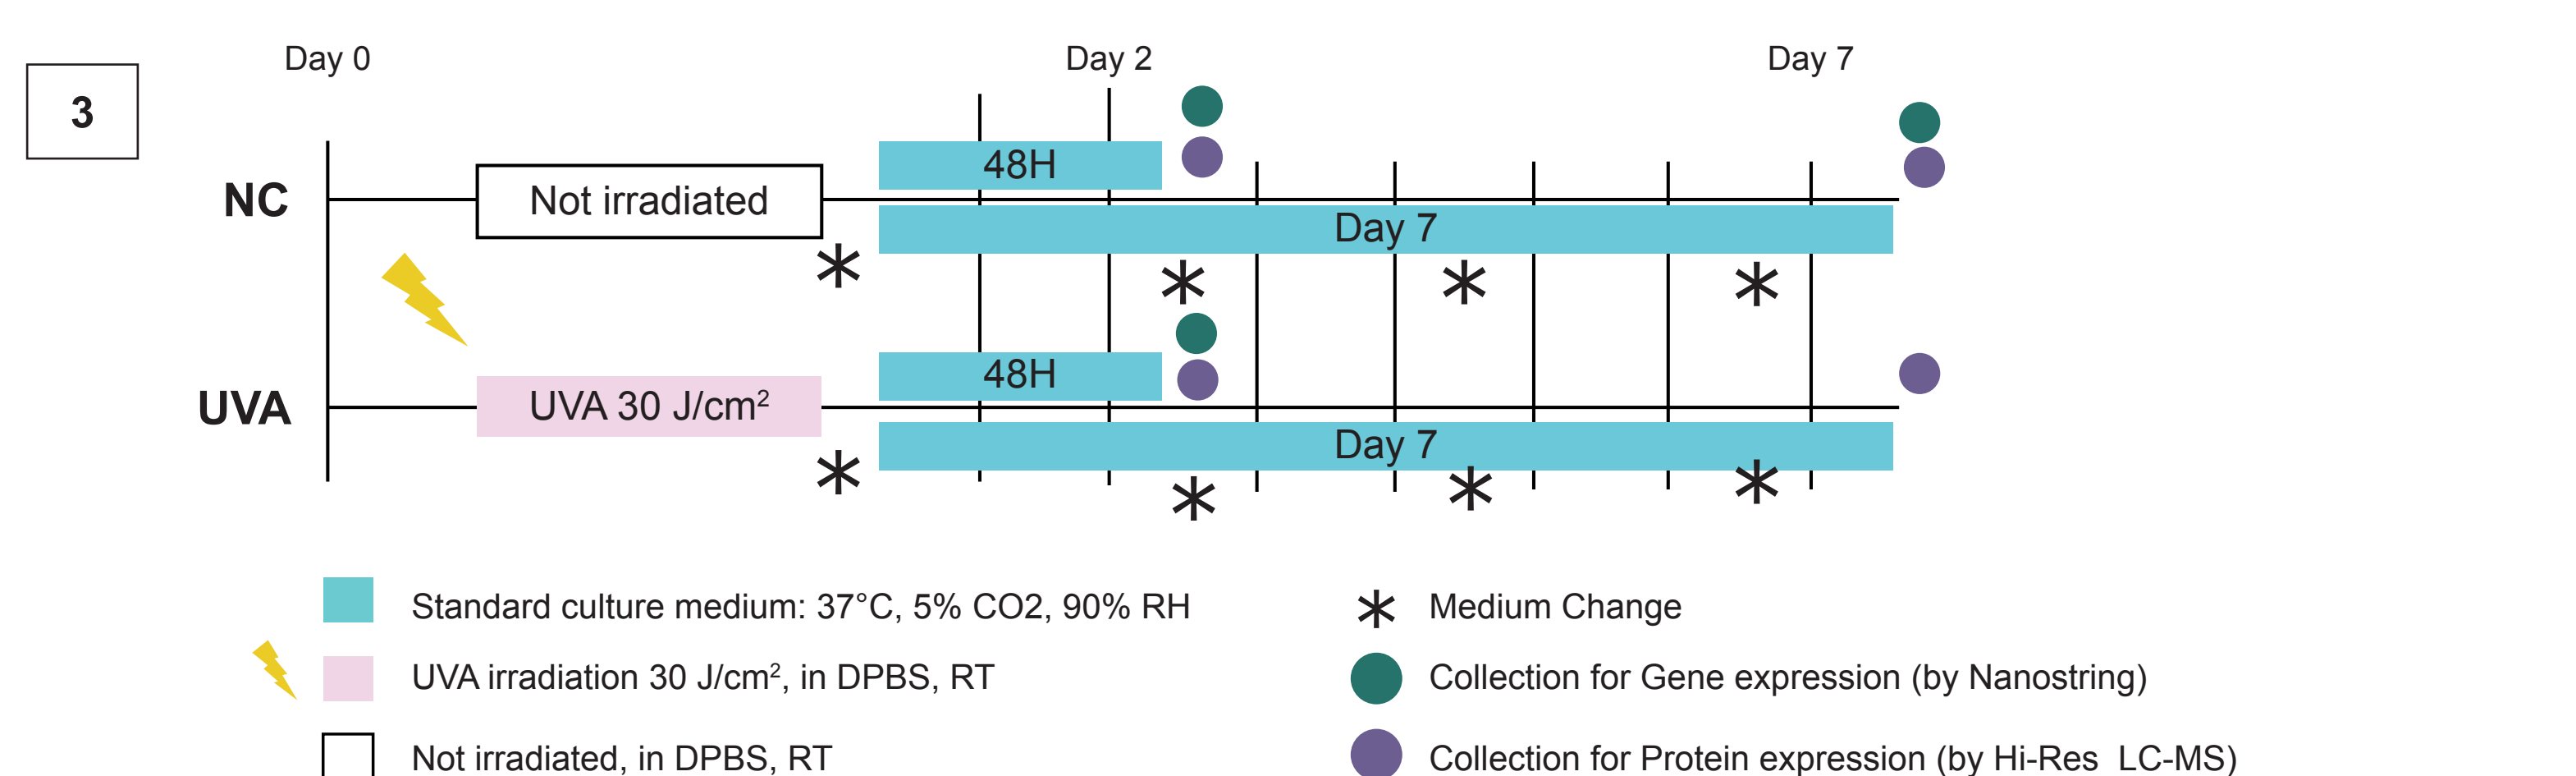 Day 0
Day 2
Day 7
3
48H
NC
Not irradiated
Day 7
48H
UVA
UVA 30 J/cm²
Day 7
Standard culture medium: 37°C, 5% CO2, 90% RH
Medium Change
UVA irradiation 30 J/cm², in DPBS, RT
Collection for Gene expression (by Nanostring)
Not irradiated, in DPBS, RT
Collection for Protein expression (by Hi-Res LC-MS)